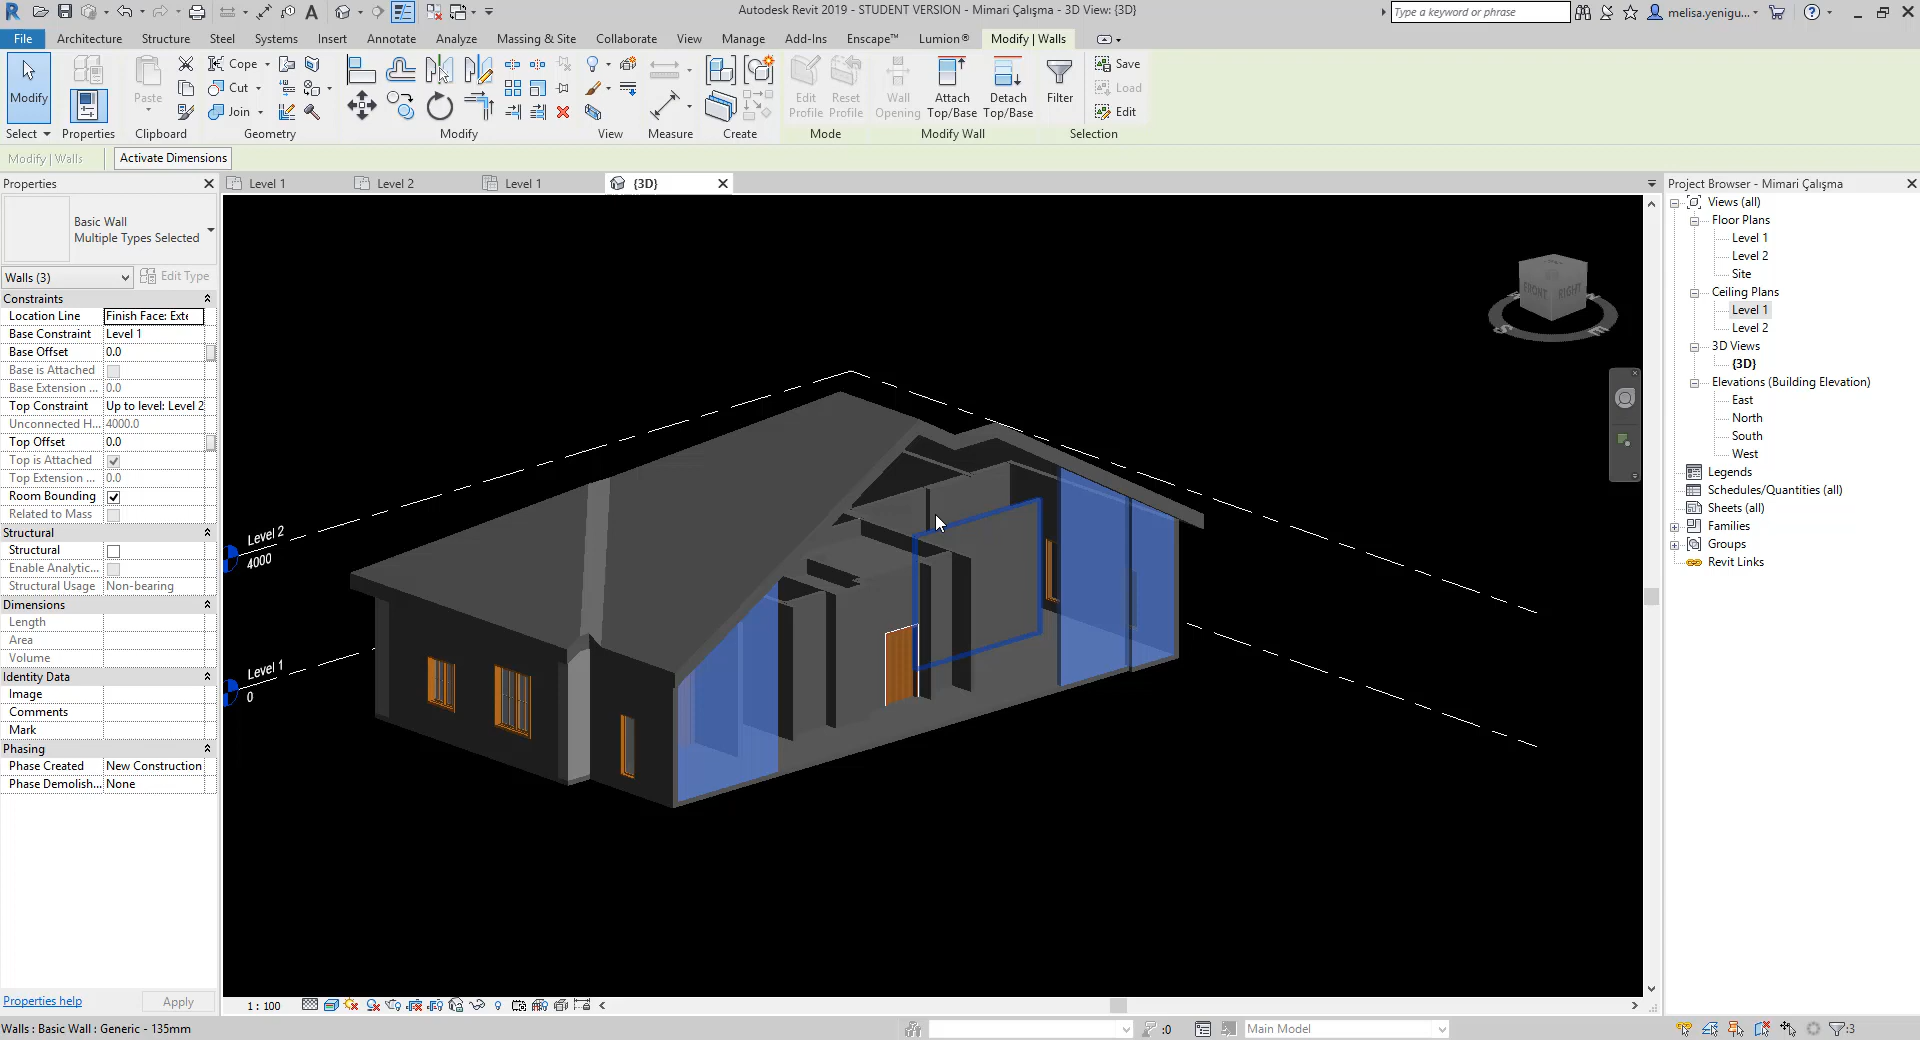 Autodesk Revit 2019 - STUDENT VERSION - Mimari Çalışma - 3D View: {3D}
Type a keyword or phrase
melisa.yenigu...
File Architecture Structure Steel Systems Insert Annotate Analyze Massing & Site Collaborate View Manage Add-Ins Enscape™ Lumion® Modify | Walls
Modify
Paste
Cope
Cut
Join
Edit Profile
Reset Profile
Wall Opening
Attach Top/Base
Detach Top/Base
Filter
Save
Load
Edit
Select Properties Clipboard Geometry Modify View Measure Create Mode Modify Wall Selection
Modify | Walls
Activate Dimensions
Properties
Level 1
Level 2
Level 1
{3D}
Basic Wall
Multiple Types Selected
Walls (3)
Edit Type
Constraints
Location Line Finish Face: Exte
Base Constraint Level 1
Base Offset 0.0
Base is Attached
Base Extension ... 0.0
Top Constraint Up to level: Level 2
Unconnected H... 4000.0
Top Offset 0.0
Top is Attached
Top Extension ... 0.0
Room Bounding
Related to Mass
Structural
Structural
Enable Analytic...
Structural Usage Non-bearing
Dimensions
Length
Area
Volume
Identity Data
Image
Comments
Mark
Phasing
Phase Created New Construction
Phase Demolish... None
Properties help
Apply
Level 2
4000
Level 1
0
FRONT
RIGHT
S
E
Project Browser - Mimari Çalışma
Views (all)
Floor Plans
Level 1
Level 2
Site
Ceiling Plans
Level 1
Level 2
3D Views
{3D}
Elevations (Building Elevation)
East
North
South
West
Legends
Schedules/Quantities (all)
Sheets (all)
Families
Groups
Revit Links
1 : 100
Walls : Basic Wall : Generic - 135mm
:0
Main Model
:3